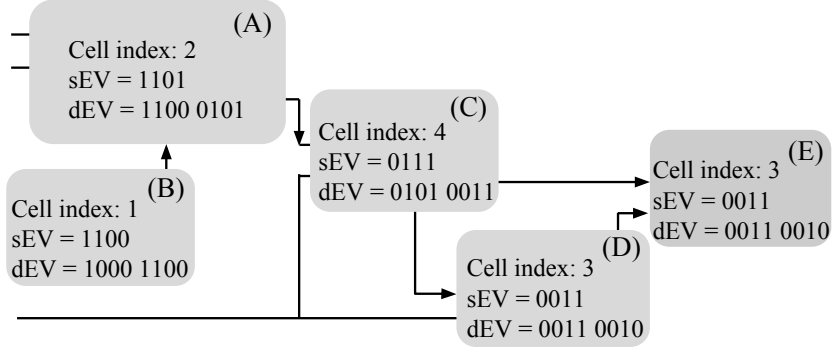 (A)
Cell index: 2
sEV = 1101
dEV = 1100 0101
(B)
Cell index: 1
sEV = 1100
dEV = 1000 1100
(C)
Cell index: 4
sEV = 0111
dEV = 0101 0011
(D)
Cell index: 3
sEV = 0011
dEV = 0011 0010
(E)
Cell index: 3
sEV = 0011
dEV = 0011 0010